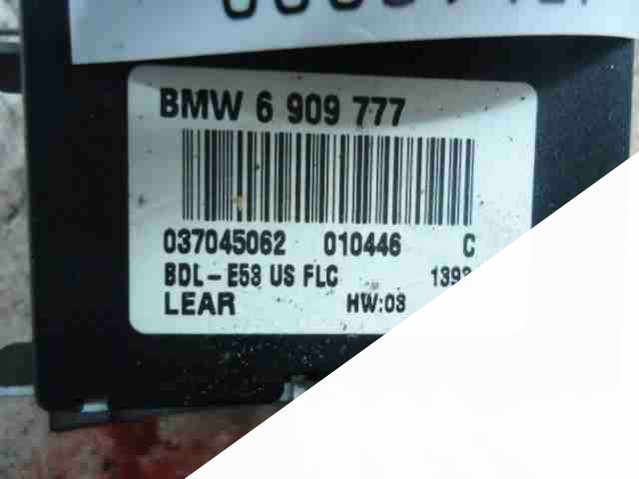 BMW 6 909 777
037045062 010446 C
BDL-E53 US FLC
LEAR HW:03